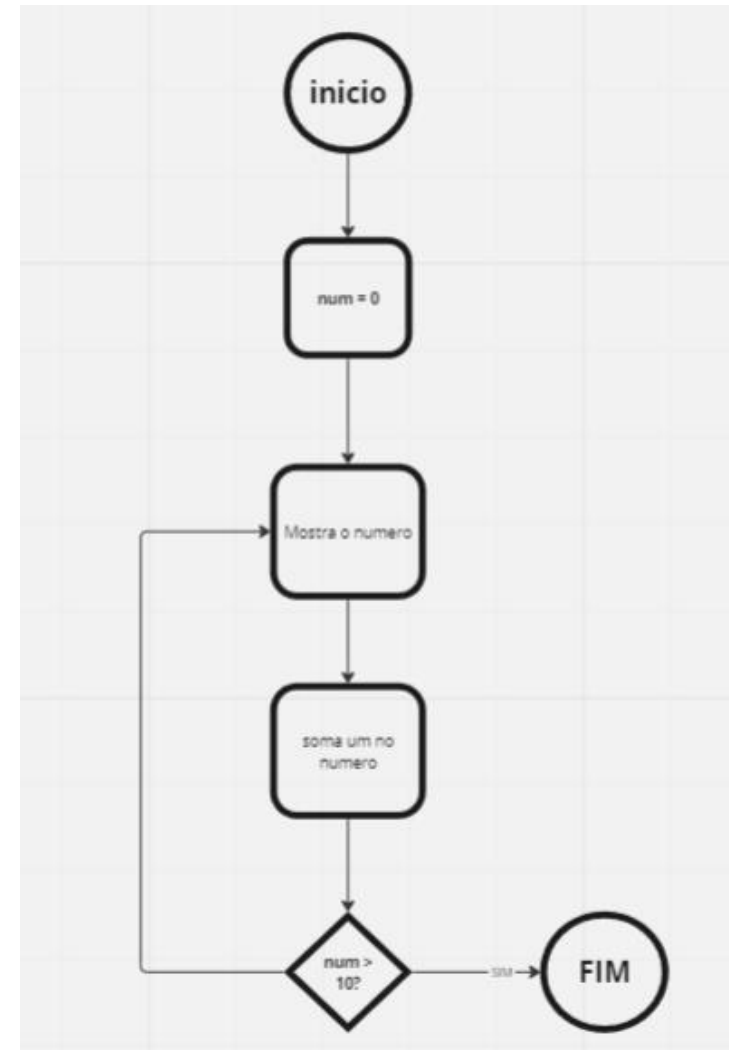 inicio
num = 0
Mostra o numero
soma um no
numero
num >
10?
SIM
FIM